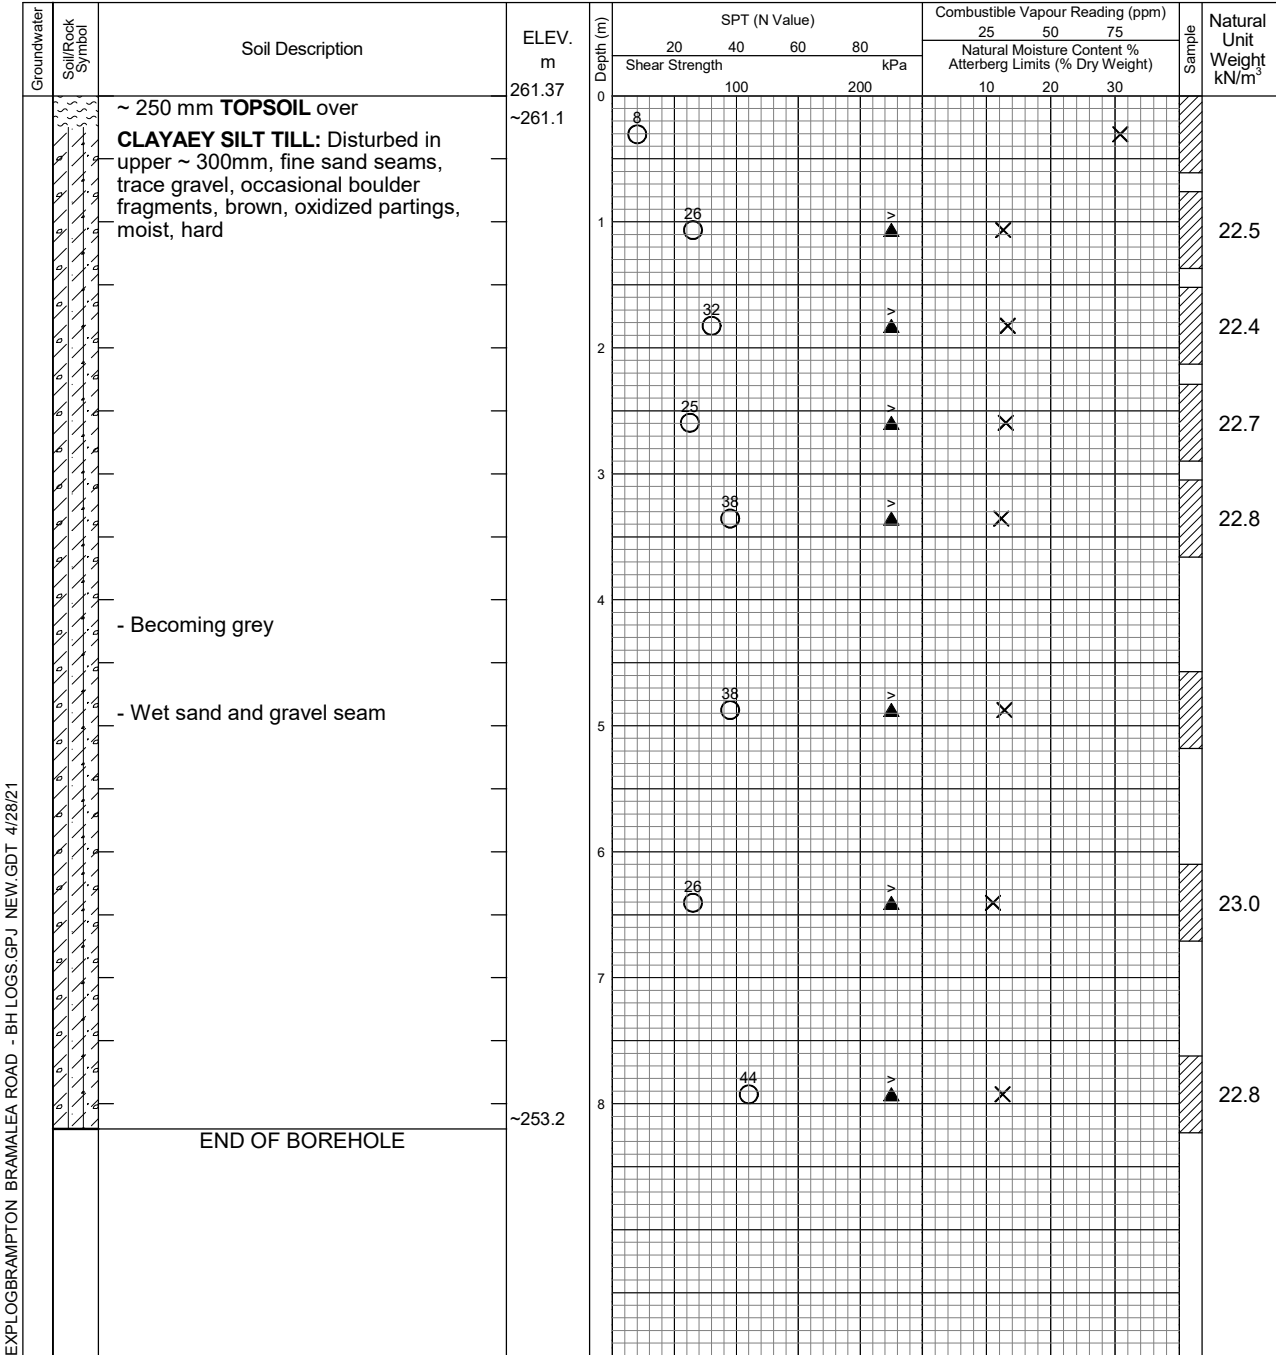 Groundwater
Soil/Rock
Symbol
Soil Description
ELEV.
m
261.37
Depth (m)
SPT (N Value)
20 40 60 80
Shear Strength kPa
100 200
Combustible Vapour Reading (ppm)
25 50 75
Natural Moisture Content %
Atterberg Limits (% Dry Weight)
10 20 30
Sample
Natural
Unit
Weight
kN/m³
0
~ 250 mm TOPSOIL over
~261.1
8
CLAYAEY SILT TILL: Disturbed in
upper ~ 300mm, fine sand seams,
trace gravel, occasional boulder
fragments, brown, oxidized partings,
moist, hard
1
26
>
22.5
32
>
22.4
2
25
>
22.7
3
38
>
22.8
4
- Becoming grey
38
>
- Wet sand and gravel seam
5
6
26
>
23.0
7
44
>
22.8
8
~253.2
END OF BOREHOLE
EXPLOGBRAMPTON BRAMALEA ROAD - BH LOGS.GPJ NEW.GDT 4/28/21